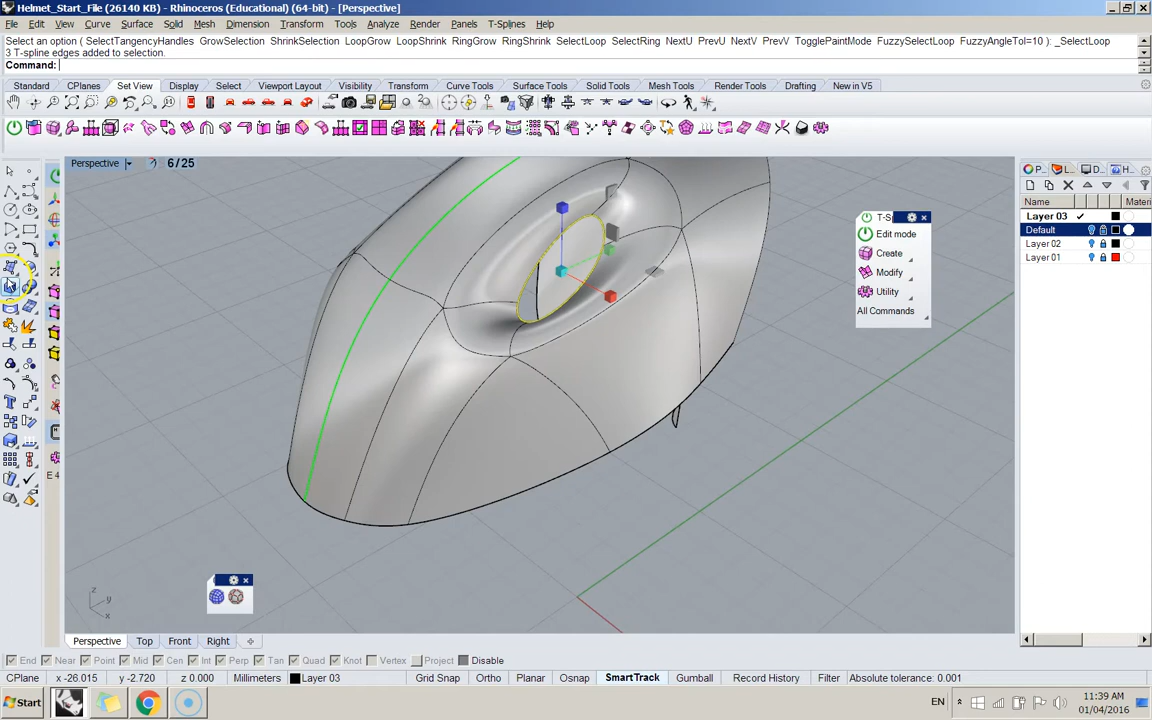 Helmet_Start_File (26140 KB) - Rhinoceros (Educational) (64-bit) - [Perspective]
File Edit View Curve Surface Solid Mesh Dimension Transform Tools Analyze Render Panels T-Splines Help
Select an option ( SelectTangencyHandles GrowSelection ShrinkSelection LoopGrow LoopShrink RingGrow RingShrink SelectLoop SelectRing NextU PrevU NextV PrevV TogglePaintMode FuzzySelectLoop FuzzyAngleTol=10 ): _SelectLoop
3 T-spline edges added to selection.
Command:
Standard CPlanes Set View Display Select Viewport Layout Visibility Transform Curve Tools Surface Tools Solid Tools Mesh Tools Render Tools Drafting New in V5
Perspective 6/25
P... L... D... H...
Name Materi
Layer 03
Default
Layer 02
Layer 01
T-S
Edit mode
Create
Modify
Utility
All Commands
E 4
z
y
x
Perspective Top Front Right
End Near Point Mid Cen Int Perp Tan Quad Knot Vertex Project Disable
CPlane x -26.015 y -2.720 z 0.000 Millimeters Layer 03 Grid Snap Ortho Planar Osnap SmartTrack Gumball Record History Filter Absolute tolerance: 0.001
Start EN 11:39 AM
01/04/2016